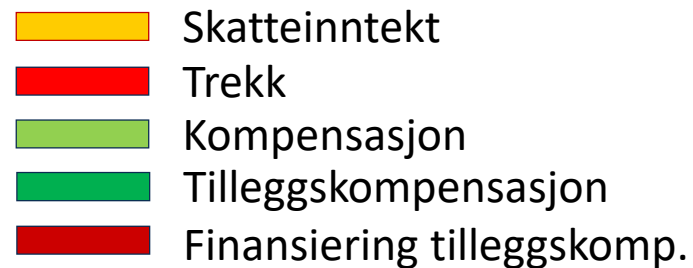 Skatteinntekt
Trekk
Kompensasjon
Tilleggskompensasjon
Finansiering tilleggskomp.